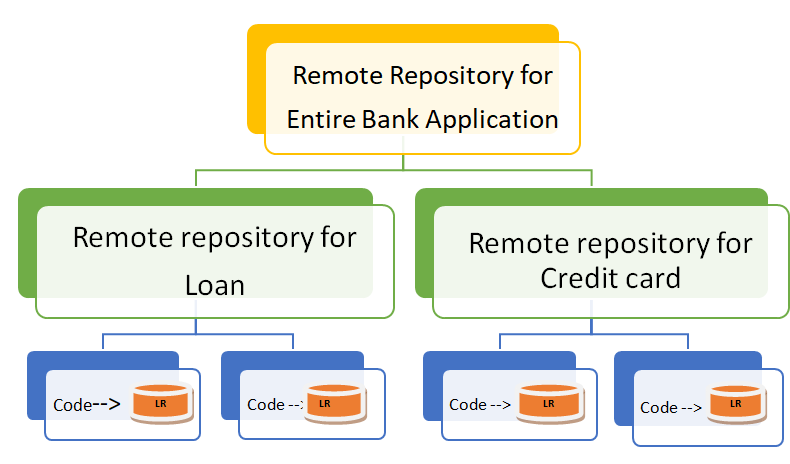 Remote Repository for
Entire Bank Application
Remote repository for
Loan
Remote repository for
Credit card
Code--> LR
Code --> LR
Code --> LR
Code --> LR